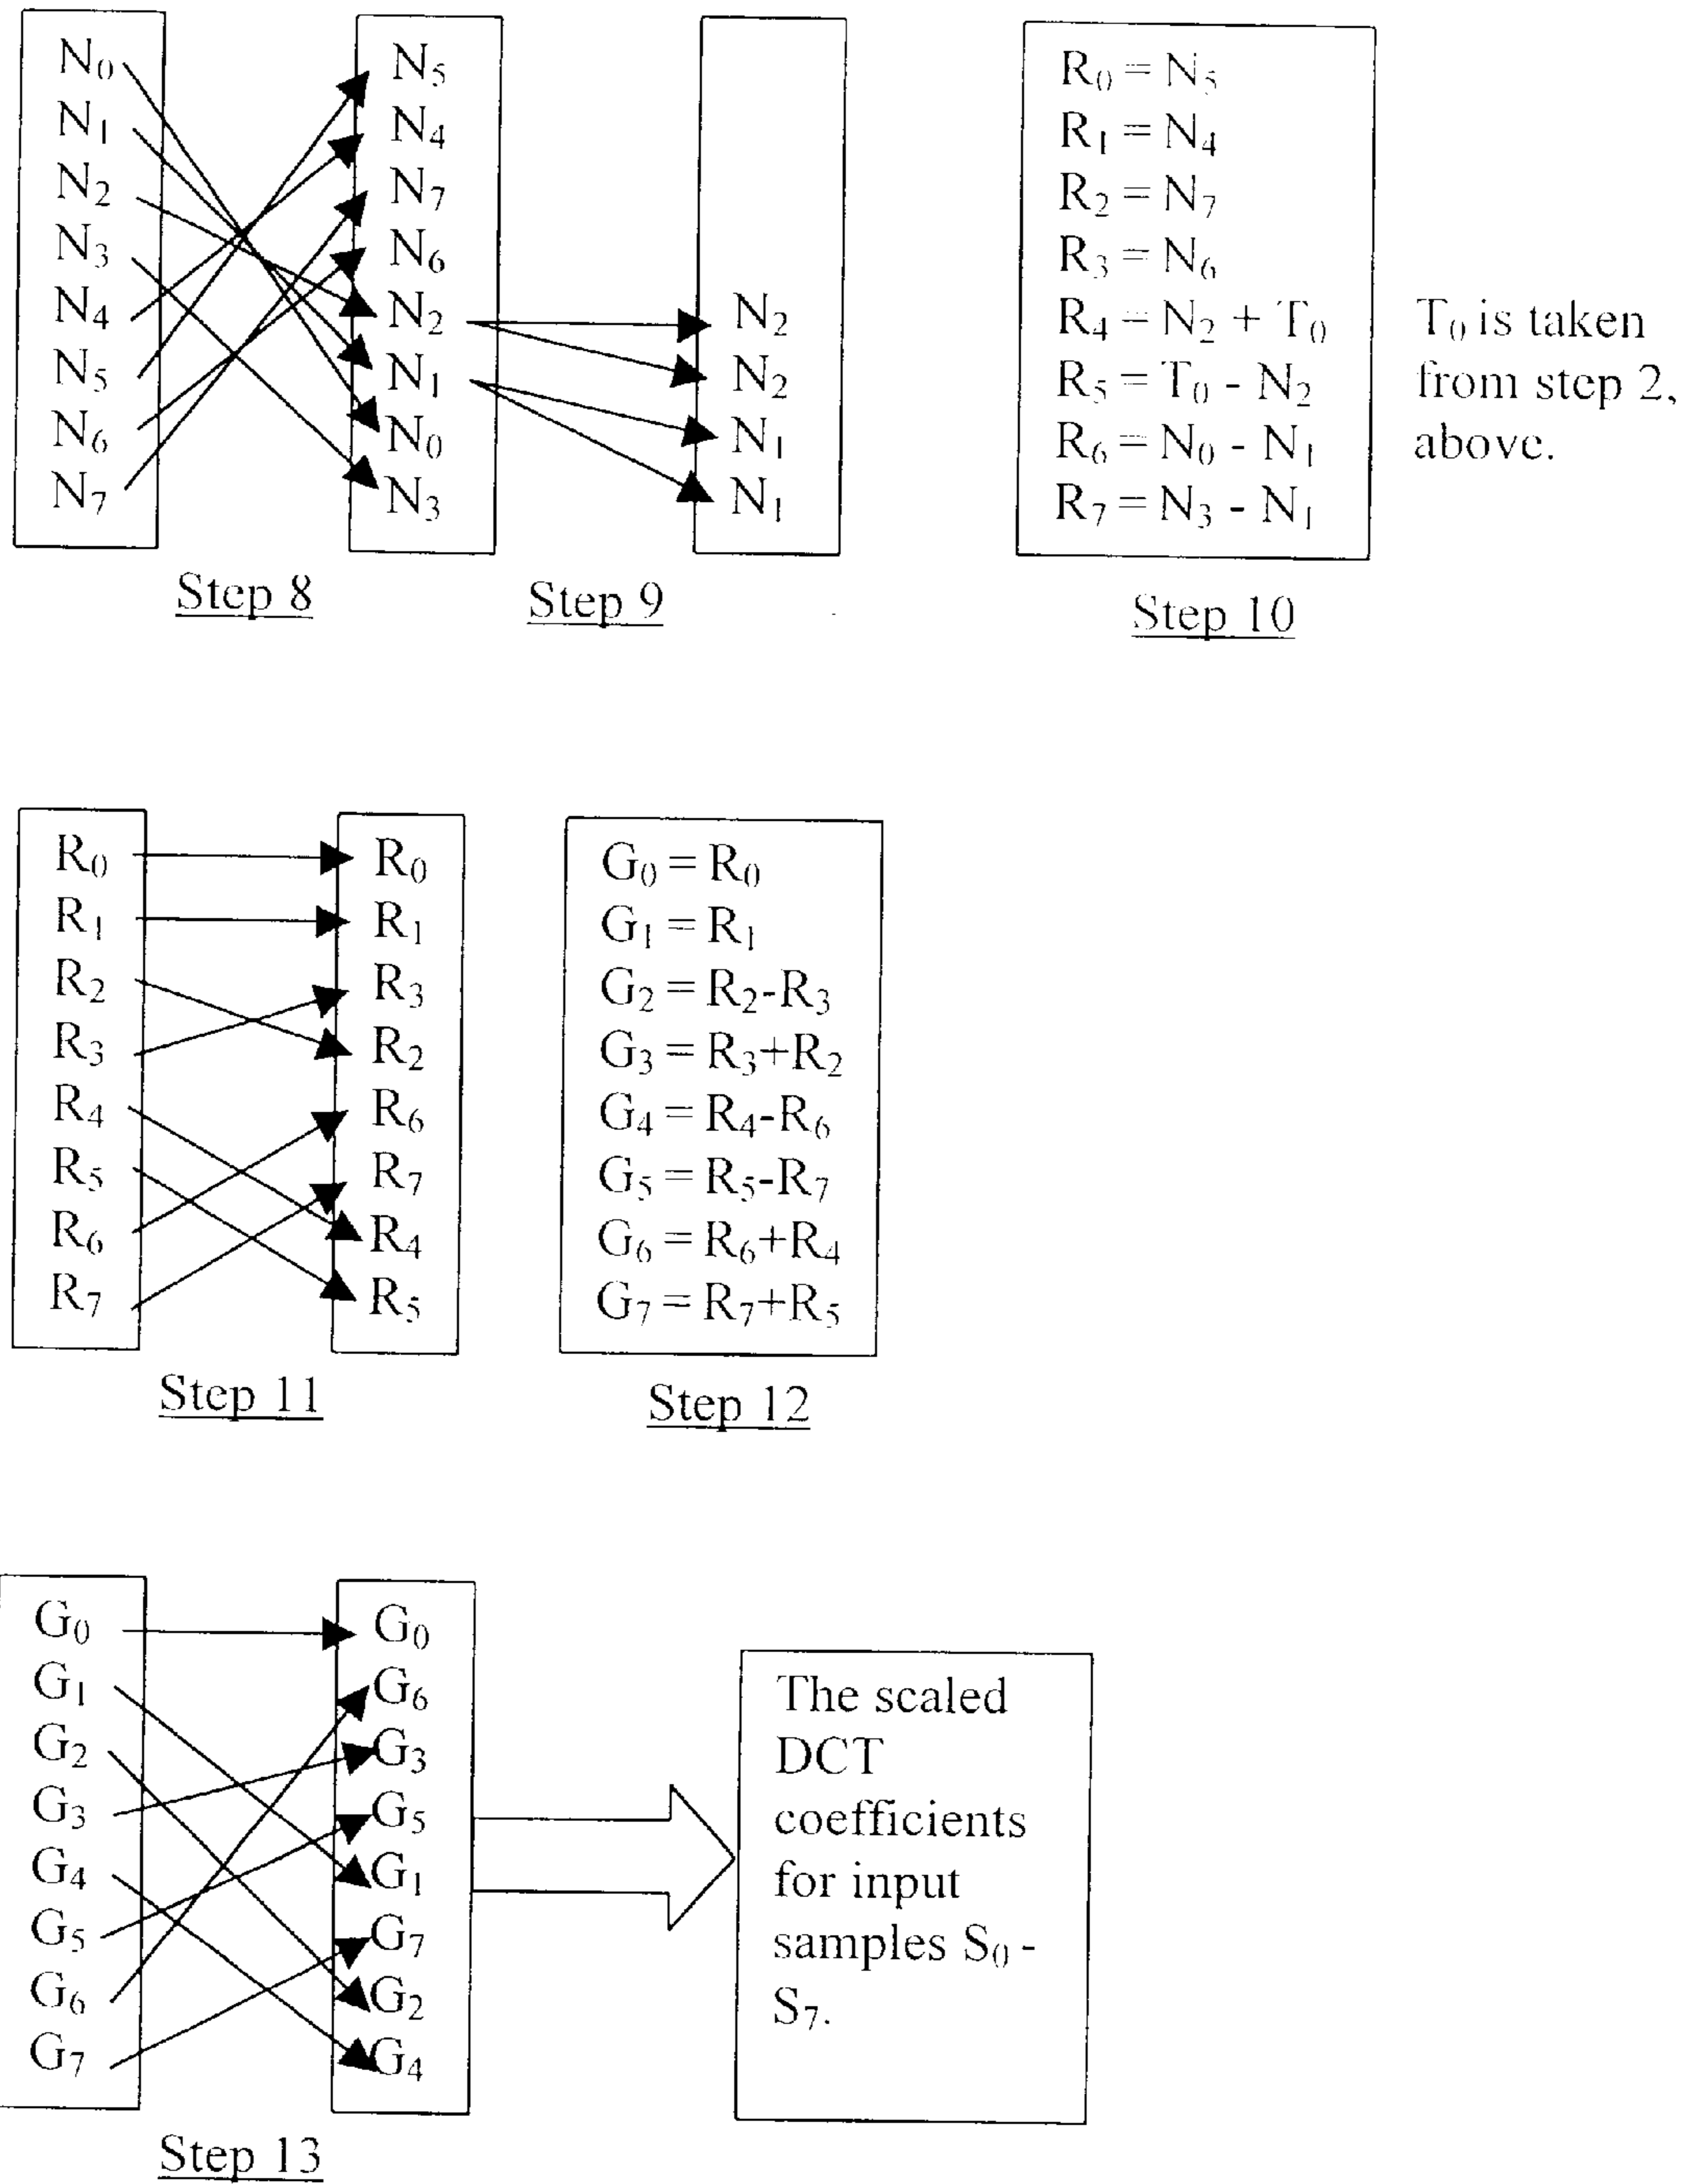 N₀
N₁
N₂
N₃
N₄
N₅
N₆
N₇
N₅
N₄
N₇
N₆
N₂
N₁
N₀
N₃
N₂
N₂
N₁
N₁
R₀ = N₅
R₁ = N₄
R₂ = N₇
R₃ = N₆
R₄ = N₂ + T₀
R₅ = T₀ - N₂
R₆ = N₀ - N₁
R₇ = N₃ - N₁
T₀ is taken
from step 2,
above.
Step 8
Step 9
Step 10
R₀
R₁
R₂
R₃
R₄
R₅
R₆
R₇
R₀
R₁
R₃
R₂
R₆
R₇
R₄
R₅
G₀ = R₀
G₁ = R₁
G₂ = R₂-R₃
G₃ = R₃+R₂
G₄ = R₄-R₆
G₅ = R₅-R₇
G₆ = R₆+R₄
G₇ = R₇+R₅
Step 11
Step 12
G₀
G₁
G₂
G₃
G₄
G₅
G₆
G₇
G₀
G₆
G₃
G₅
G₁
G₇
G₂
G₄
The scaled
DCT
coefficients
for input
samples S₀ -
S₇.
Step 13